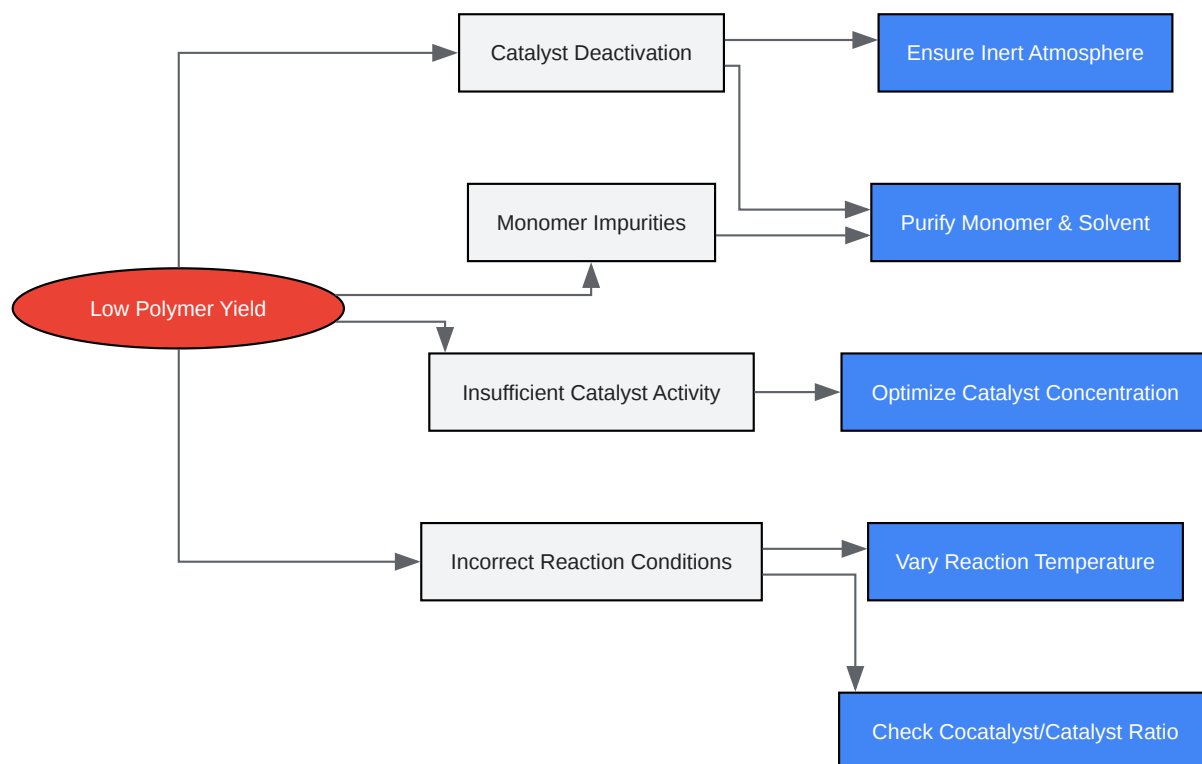 Catalyst Deactivation
Ensure Inert Atmosphere
Monomer Impurities
Purify Monomer & Solvent
Low Polymer Yield
Insufficient Catalyst Activity
Optimize Catalyst Concentration
Incorrect Reaction Conditions
Vary Reaction Temperature
Check Cocatalyst/Catalyst Ratio